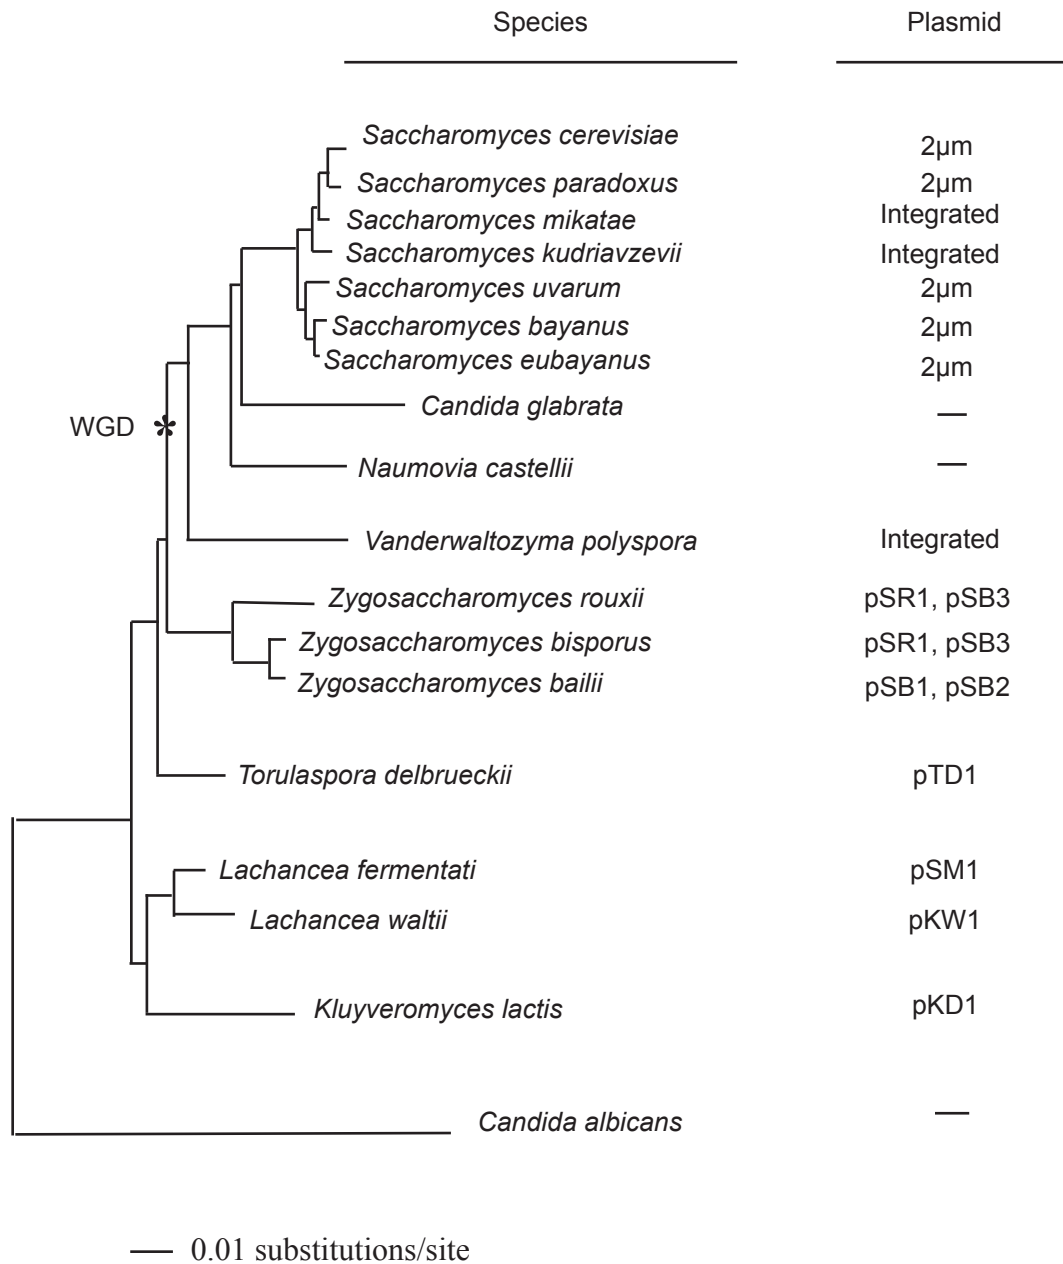 Species Plasmid
Saccharomyces cerevisiae 2µm
Saccharomyces paradoxus 2µm
Saccharomyces mikatae Integrated
Saccharomyces kudriavzevii Integrated
Saccharomyces uvarum 2µm
Saccharomyces bayanus 2µm
Saccharomyces eubayanus 2µm
Candida glabrata —
WGD *
Naumovia castellii —
Vanderwaltozyma polyspora Integrated
Zygosaccharomyces rouxii pSR1, pSB3
Zygosaccharomyces bisporus pSR1, pSB3
Zygosaccharomyces bailii pSB1, pSB2
Torulaspora delbrueckii pTD1
Lachancea fermentati pSM1
Lachancea waltii pKW1
Kluyveromyces lactis pKD1
Candida albicans —
0.01 substitutions/site